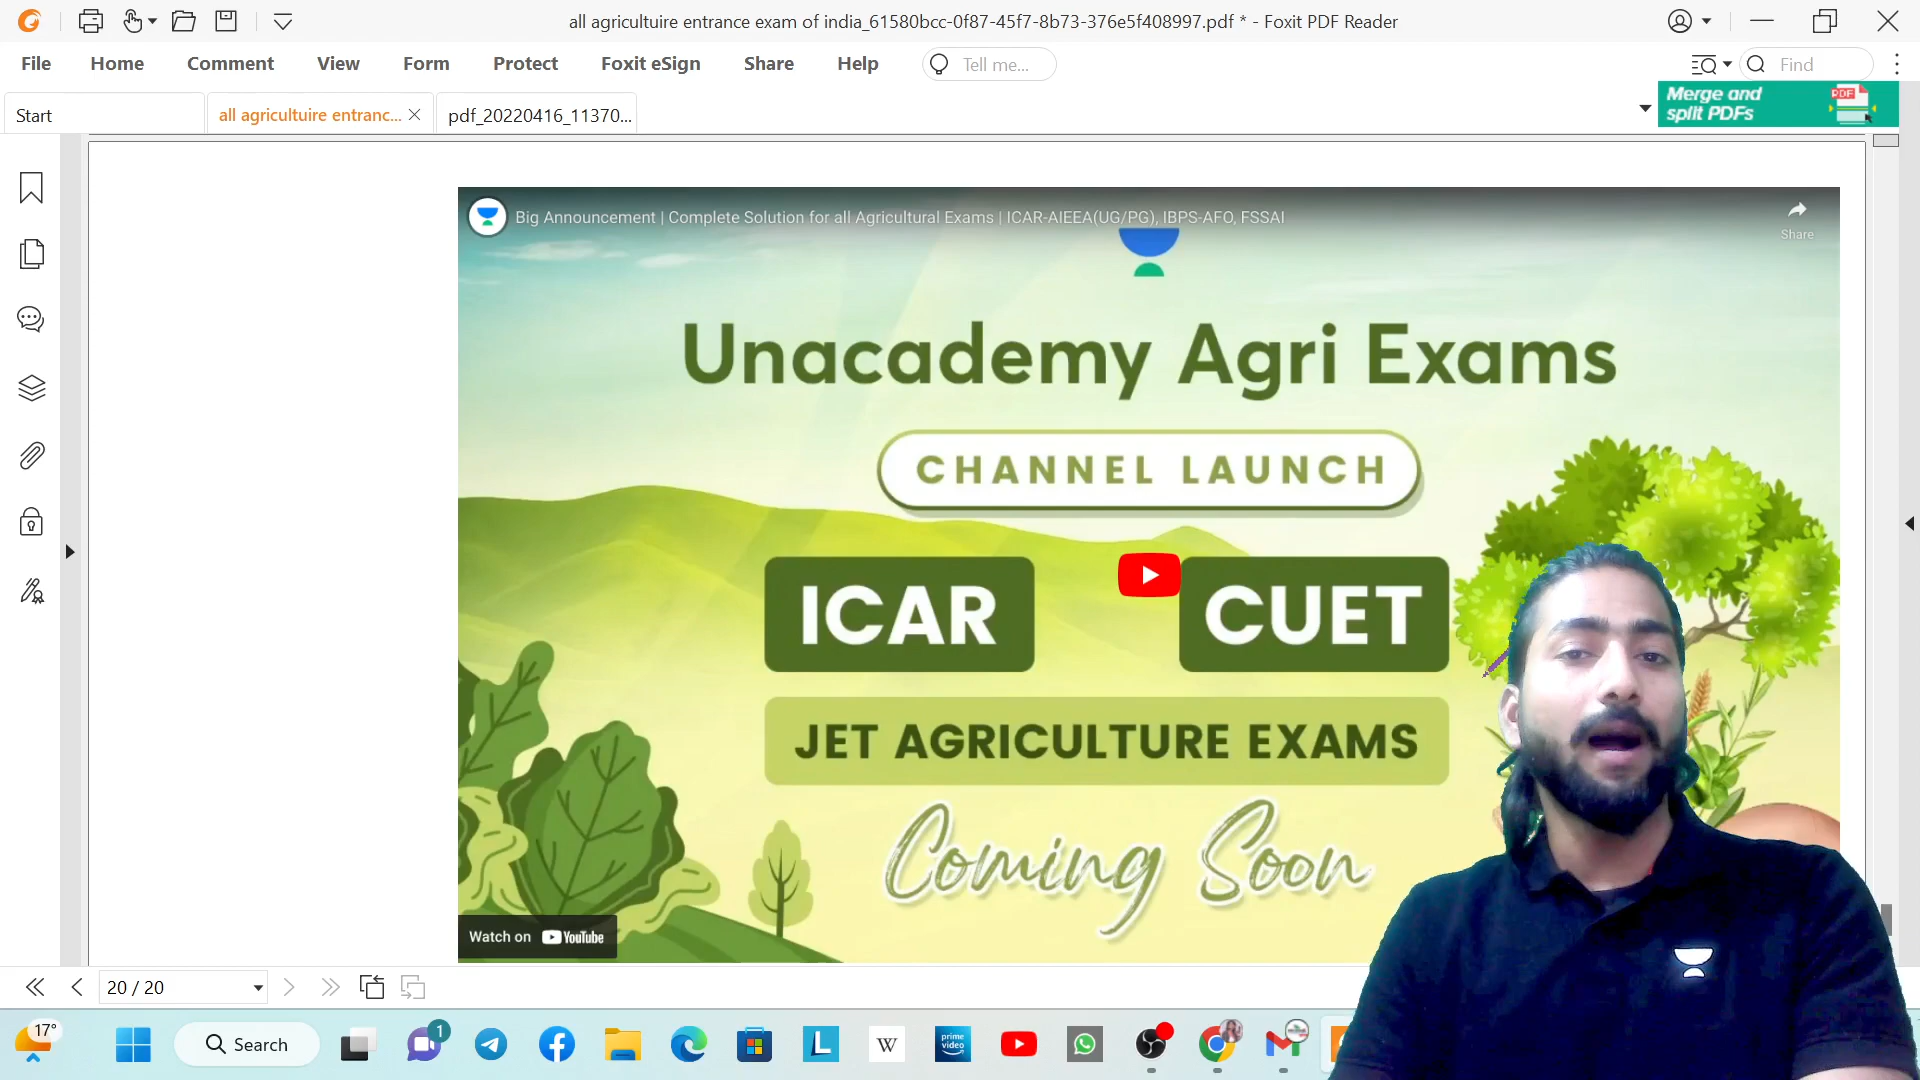 all agricultuire entrance exam of india_61580bcc-0f87-45f7-8b73-376e5f408997.pdf * - Foxit PDF Reader
File Home Comment View Form Protect Foxit eSign Share Help Tell me... Find
Start all agricultuire entranc... pdf_20220416_11370...
Merge and
split PDFs
PDF
Big Announcement | Complete Solution for all Agricultural Exams | ICAR-AIEEA(UG/PG), IBPS-AFO, FSSAI
Share
Unacademy Agri Exams
CHANNEL LAUNCH
ICAR CUET
JET AGRICULTURE EXAMS
Coming Soon
Watch on YouTube
20 / 20
17°
Search
1
L
W
prime
video